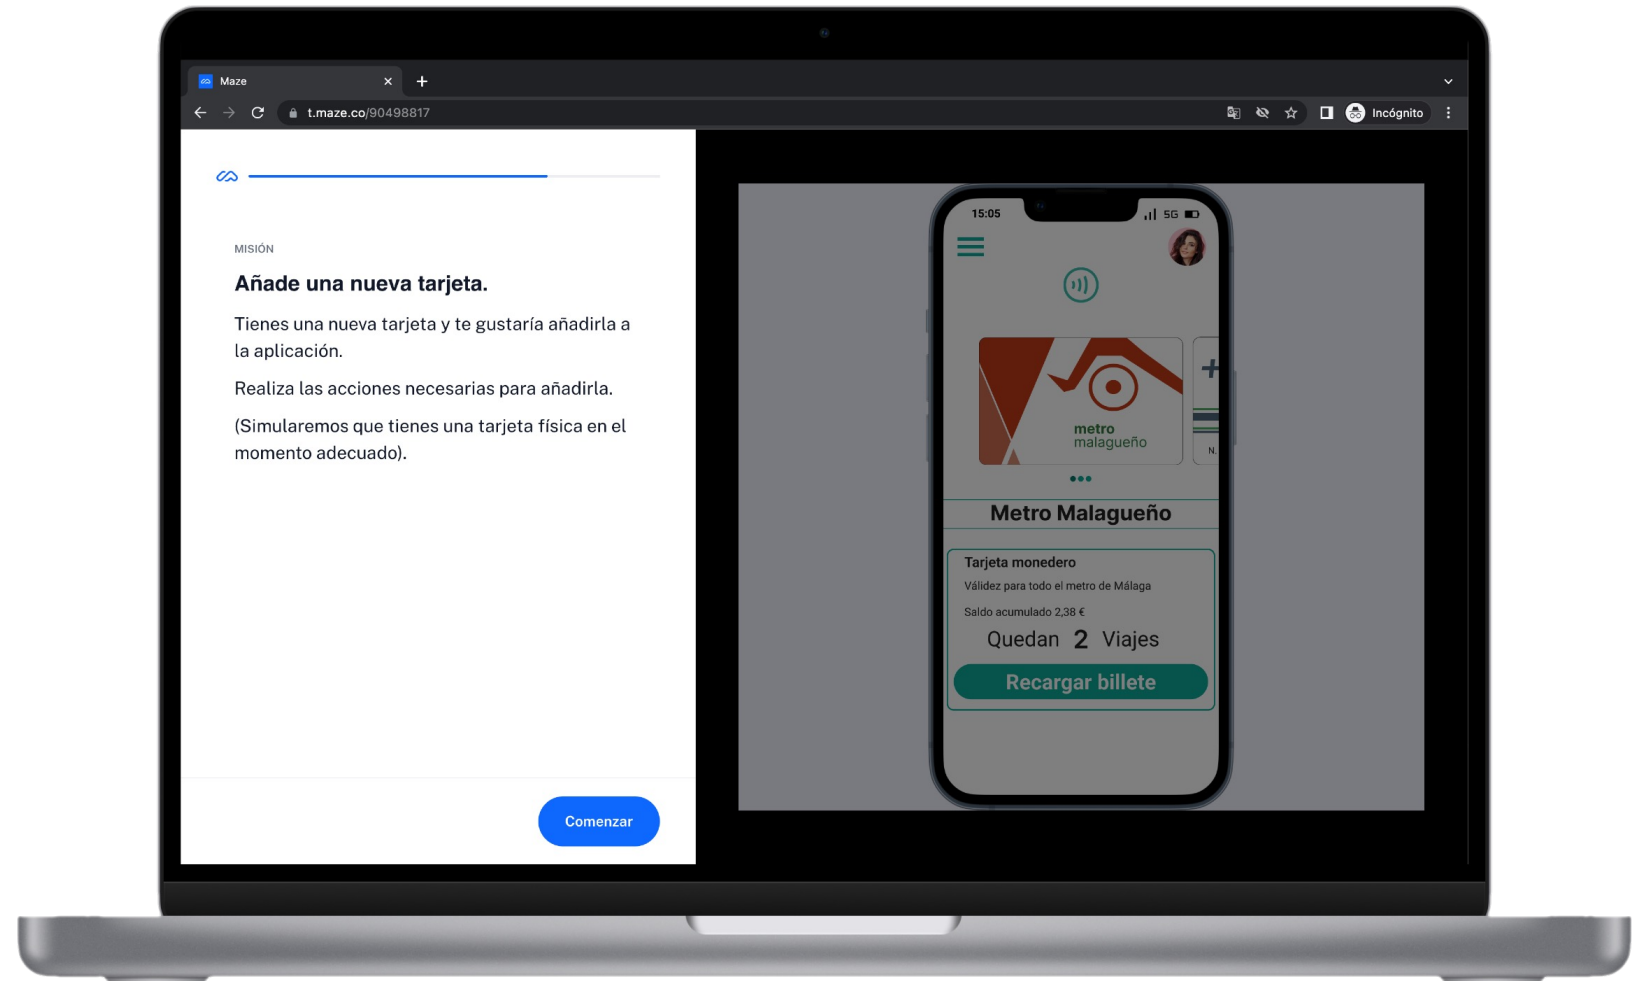 Maze
t.maze.co/90498817
Incógnito
MISIÓN
Añade una nueva tarjeta.
Tienes una nueva tarjeta y te gustaría añadirla a
la aplicación.
Realiza las acciones necesarias para añadirla.
(Simularemos que tienes una tarjeta física en el
momento adecuado).
Comenzar
15:05
5G
metro
malagueño
+
N.
Metro Malagueño
Tarjeta monedero
Válidez para todo el metro de Málaga
Saldo acumulado 2,38 €
Quedan 2 Viajes
Recargar billete